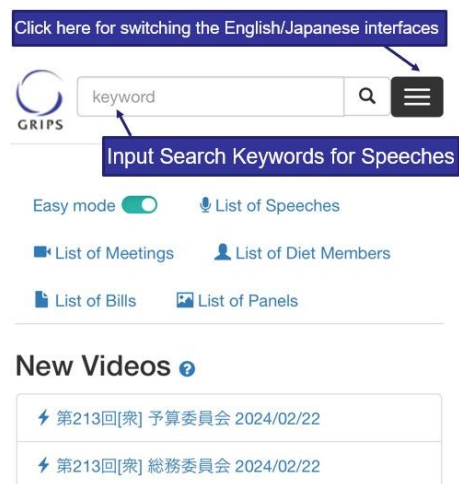 Click here for switching the English/Japanese interfaces
keyword
GRIPS
Input Search Keywords for Speeches
Easy mode List of Speeches
List of Meetings List of Diet Members
List of Bills List of Panels
New Videos ?
第213回[衆] 予算委員会 2024/02/22
第213回[衆] 総務委員会 2024/02/22